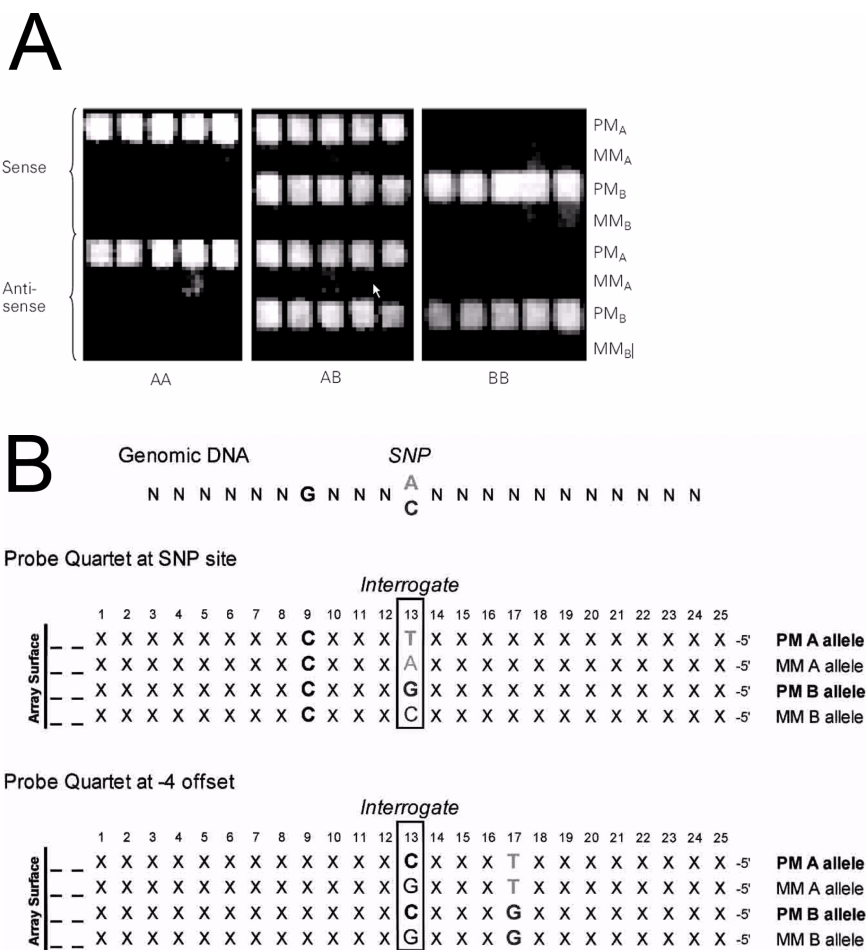 A
Sense
Anti-
sense
PMA
MMA
PMB
MMB
PMA
MMA
PMB
MMB
AA AB BB
B
Genomic DNA SNP
A
N N N N N N G N N N N N N N N N N N N N N
C
Probe Quartet at SNP site
Interrogate
1 2 3 4 5 6 7 8 9 10 11 12 13 14 15 16 17 18 19 20 21 22 23 24 25
Array Surface
X X X X X X X X C X X X T X X X X X X X X X X X X -5' PM A allele
X X X X X X X X C X X X A X X X X X X X X X X X X -5' MM A allele
X X X X X X X X C X X X G X X X X X X X X X X X X -5' PM B allele
X X X X X X X X C X X X C X X X X X X X X X X X X -5' MM B allele
Probe Quartet at -4 offset
Interrogate
1 2 3 4 5 6 7 8 9 10 11 12 13 14 15 16 17 18 19 20 21 22 23 24 25
Array Surface
X X X X X X X X X X X X C X X X T X X X X X X X X -5' PM A allele
X X X X X X X X X X X X G X X X T X X X X X X X X -5' MM A allele
X X X X X X X X X X X X C X X X G X X X X X X X X -5' PM B allele
X X X X X X X X X X X X G X X X G X X X X X X X X -5' MM B allele